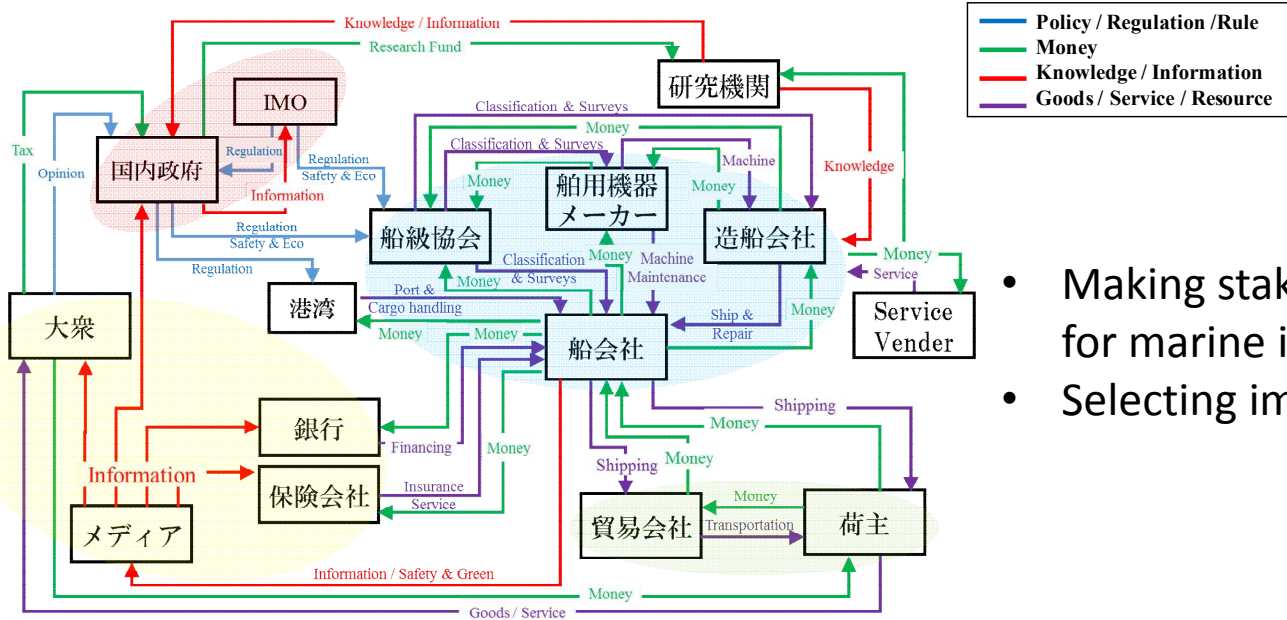 Knowledge / Information
Research Fund
Policy / Regulation /Rule
Money
Knowledge / Information
Goods / Service / Resource
研究機関
IMO
Classification & Surveys
Money
Tax
Opinion
国内政府
Regulation
Regulation
Safety & Eco
Classification & Surveys
Machine
Knowledge
Information
Money
舶用機器
メーカー
Money
Regulation
Safety & Eco
船級協会
造船会社
Regulation
Classification
& Surveys
Money
Machine
Maintenance
Money
Service
Money
港湾
Port &
Cargo handling
Money
Ship &
Repair
Money
Service
Vender
大衆
Money
Money
船会社
• Making stak
for marine i
• Selecting im
銀行
Financing
Money
Shipping
Money
Information
保険会社
Insurance
Service
Shipping
Money
メディア
貿易会社
Money
Transportation
荷主
Information / Safety & Green
Money
Goods / Service